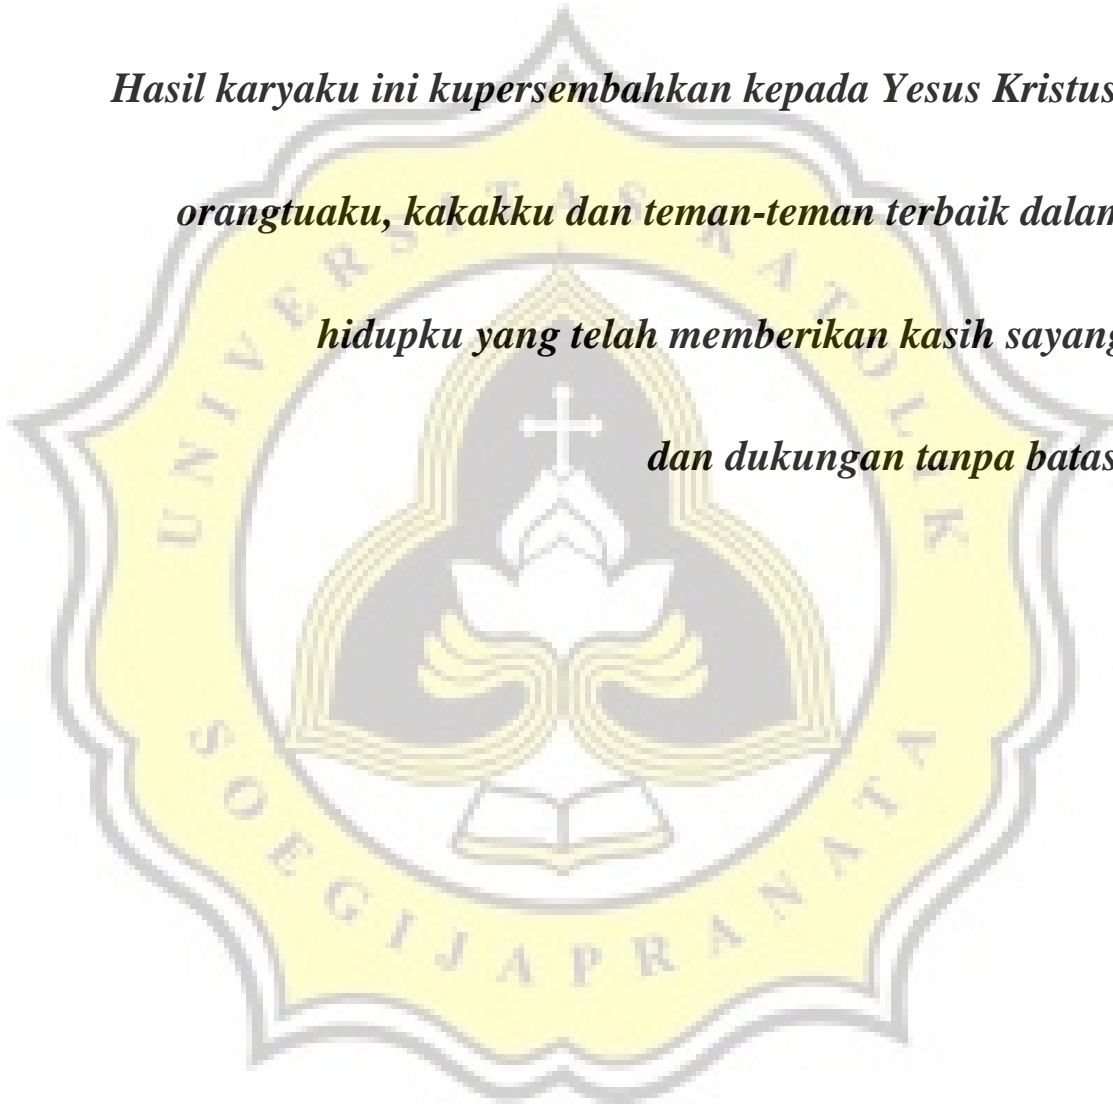 Hasil karyaku ini kupersembahkan kepada Yesus Kristus
orangtuaku, kakakku dan teman-teman terbaik dalam
hidupku yang telah memberikan kasih sayang
dan dukungan tanpa batas
UNIVERSITAS KATOLIK
SOEGIJAPRANATA